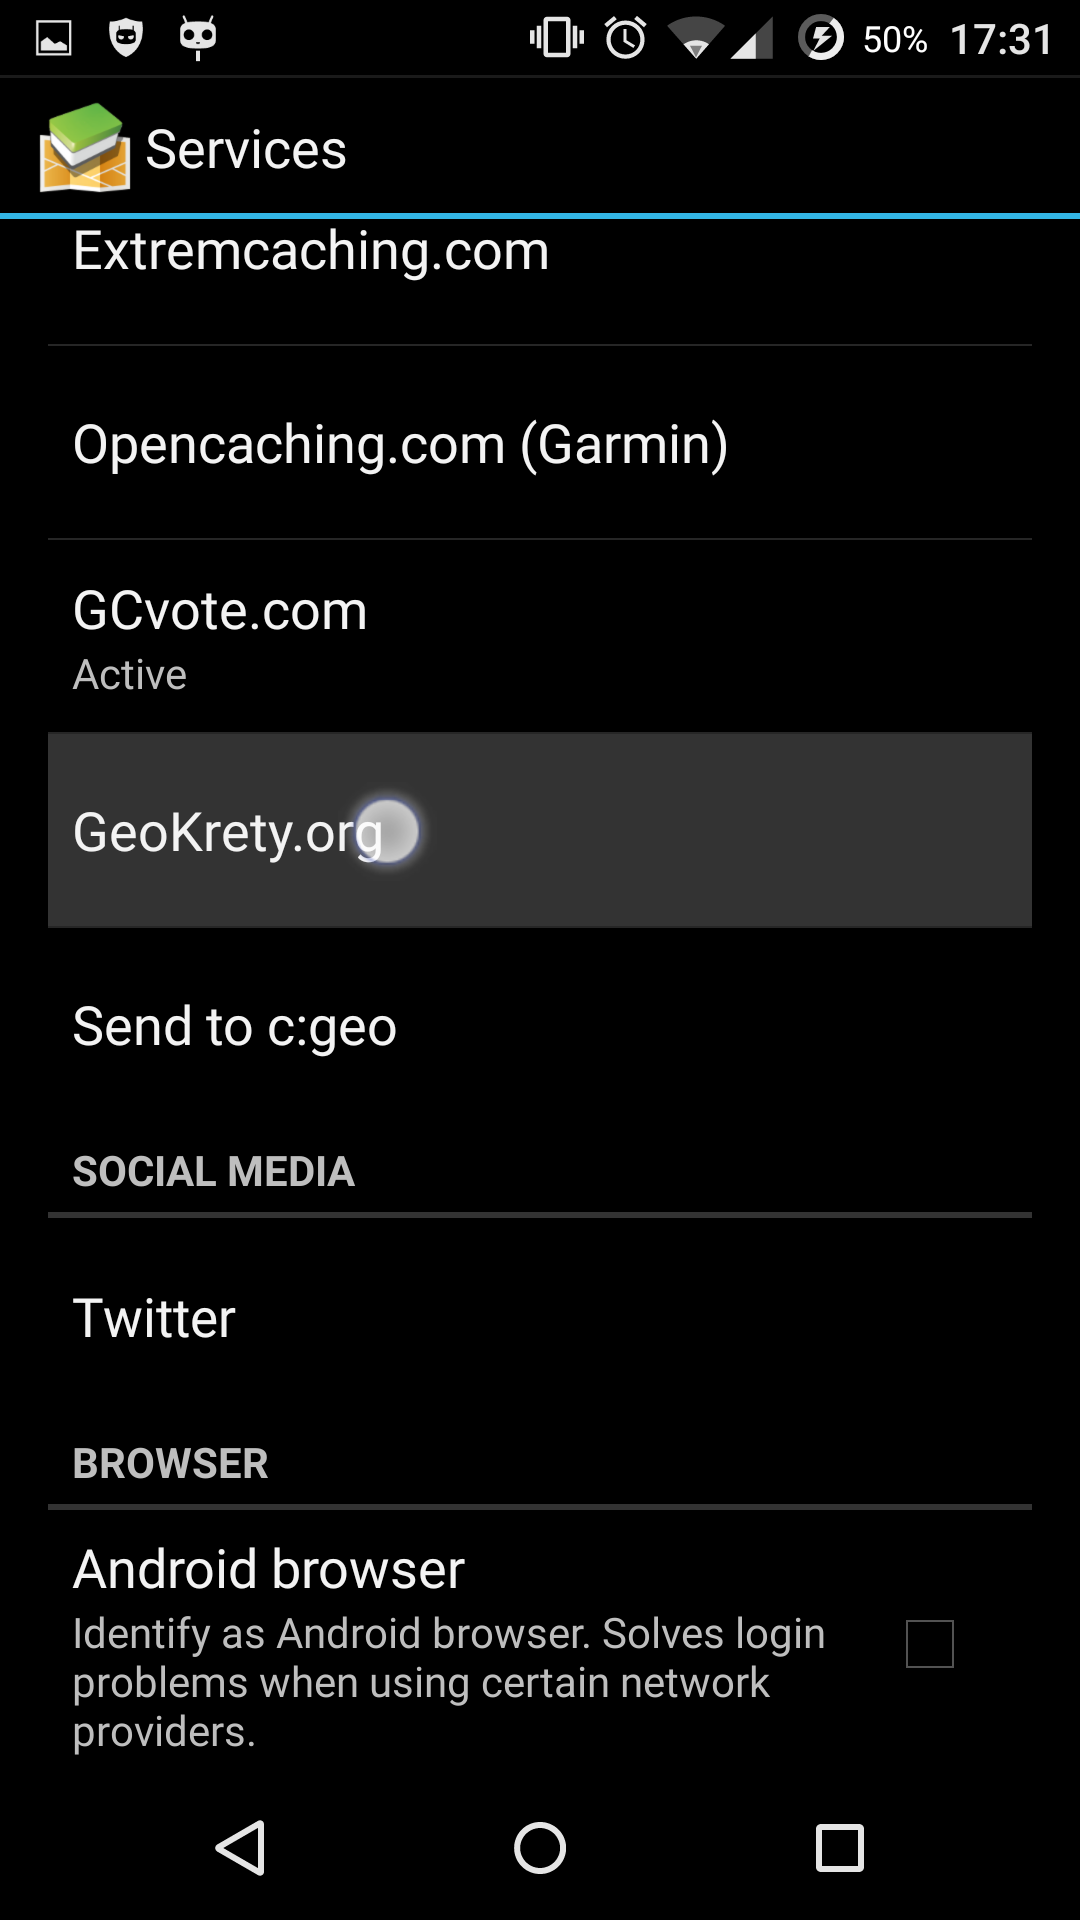 50% 17:31
Services
Extremcaching.com
Opencaching.com (Garmin)
GCvote.com
Active
GeoKrety.org
Send to c:geo
SOCIAL MEDIA
Twitter
BROWSER
Android browser
Identify as Android browser. Solves login
problems when using certain network
providers.